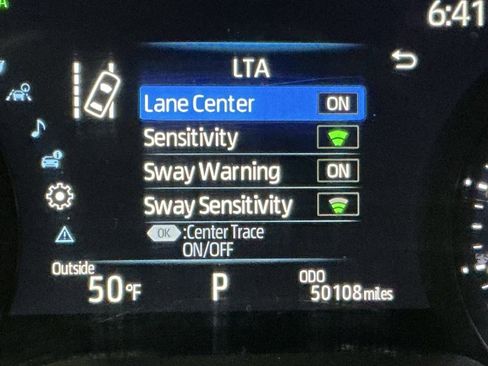 6:41
LTA
Lane Center ON
Sensitivity
Sway Warning ON
Sway Sensitivity
OK :Center Trace
ON/OFF
Outside
50°F
P
ODO
50108 miles